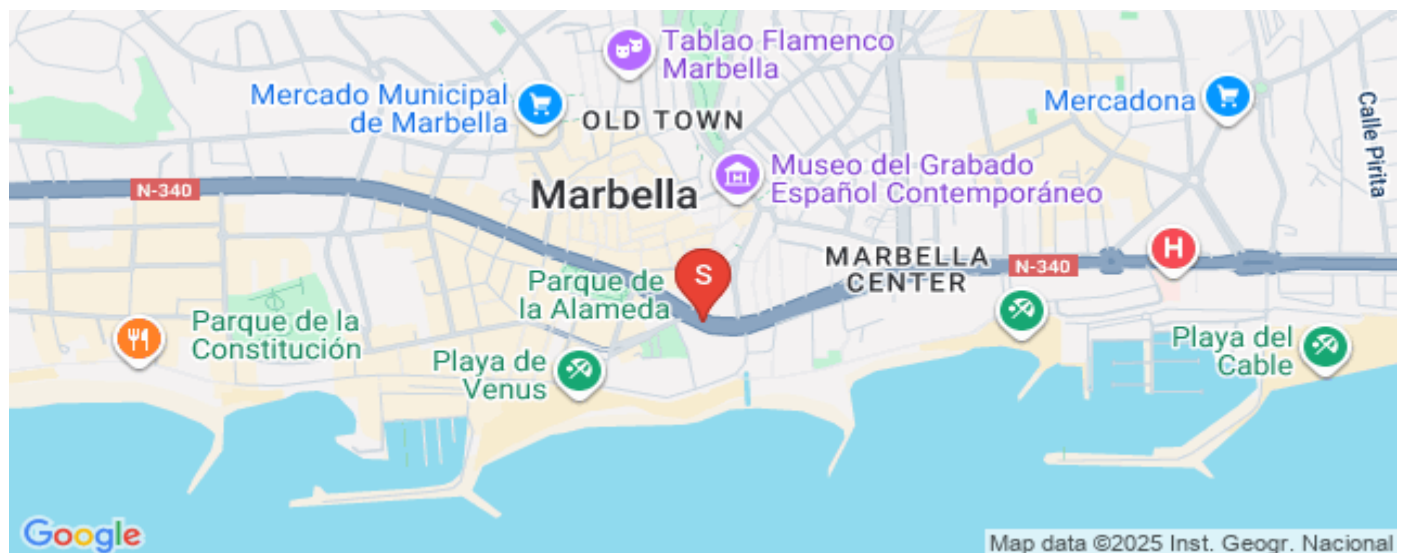 Tablao Flamenco
Marbella
Mercado Municipal
de Marbella
OLD TOWN
Mercadona
Calle Pirita
Museo del Grabado
Español Contemporáneo
N-340
Marbella
MARBELLA
CENTER
N-340
H
S
Parque de
la Alameda
Parque de la
Constitución
Playa de
Venus
Playa del
Cable
Google
Map data ©2025 Inst. Geogr. Nacional